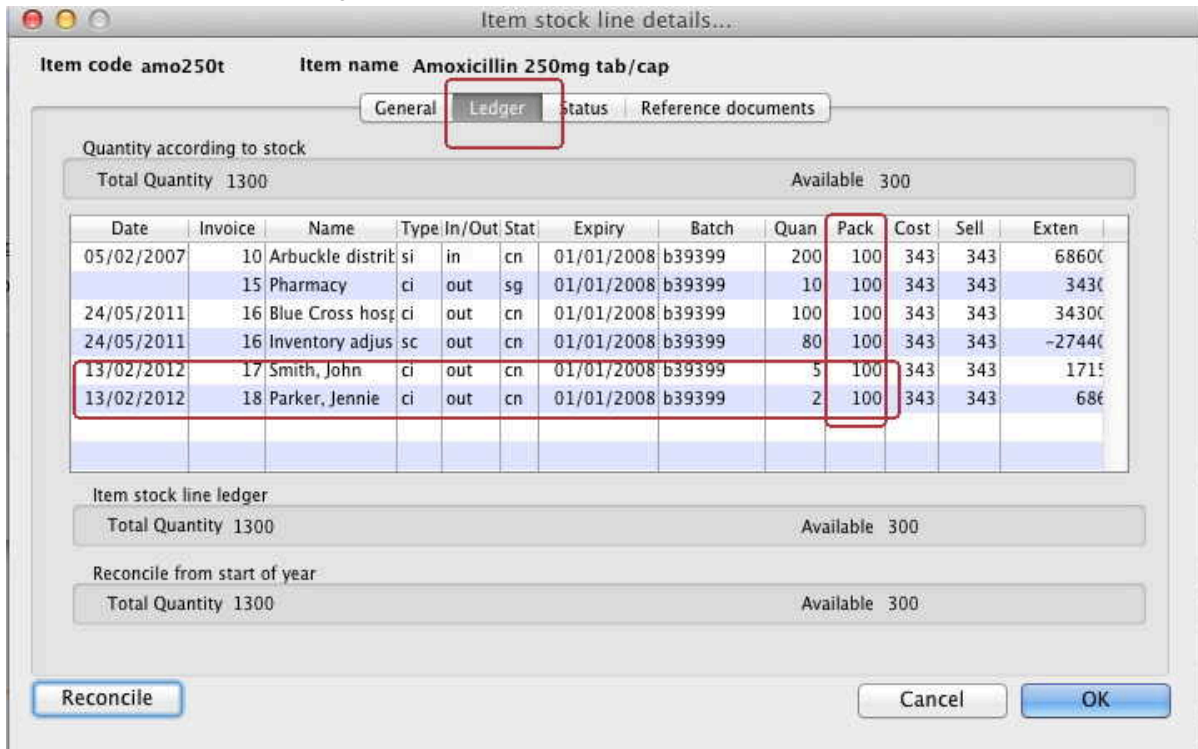 Item stock line details...
Item code amo250t Item name Amoxicillin 250mg tab/cap
General Ledger Status Reference documents
Quantity according to stock
Total Quantity 1300 Available 300
Date Invoice Name Type In/Out Stat Expiry Batch Quan Pack Cost Sell Exten
05/02/2007 10 Arbuckle distrib si in cn 01/01/2008 b39399 200 100 343 343 68600
15 Pharmacy ci out sg 01/01/2008 b39399 10 100 343 343 3430
24/05/2011 16 Blue Cross hosp ci out cn 01/01/2008 b39399 100 100 343 343 34300
24/05/2011 16 Inventory adjus sc out cn 01/01/2008 b39399 80 100 343 343 -27440
13/02/2012 17 Smith, John ci out cn 01/01/2008 b39399 5 100 343 343 1715
13/02/2012 18 Parker, Jennie ci out cn 01/01/2008 b39399 2 100 343 343 686
Item stock line ledger
Total Quantity 1300 Available 300
Reconcile from start of year
Total Quantity 1300 Available 300
Reconcile Cancel OK